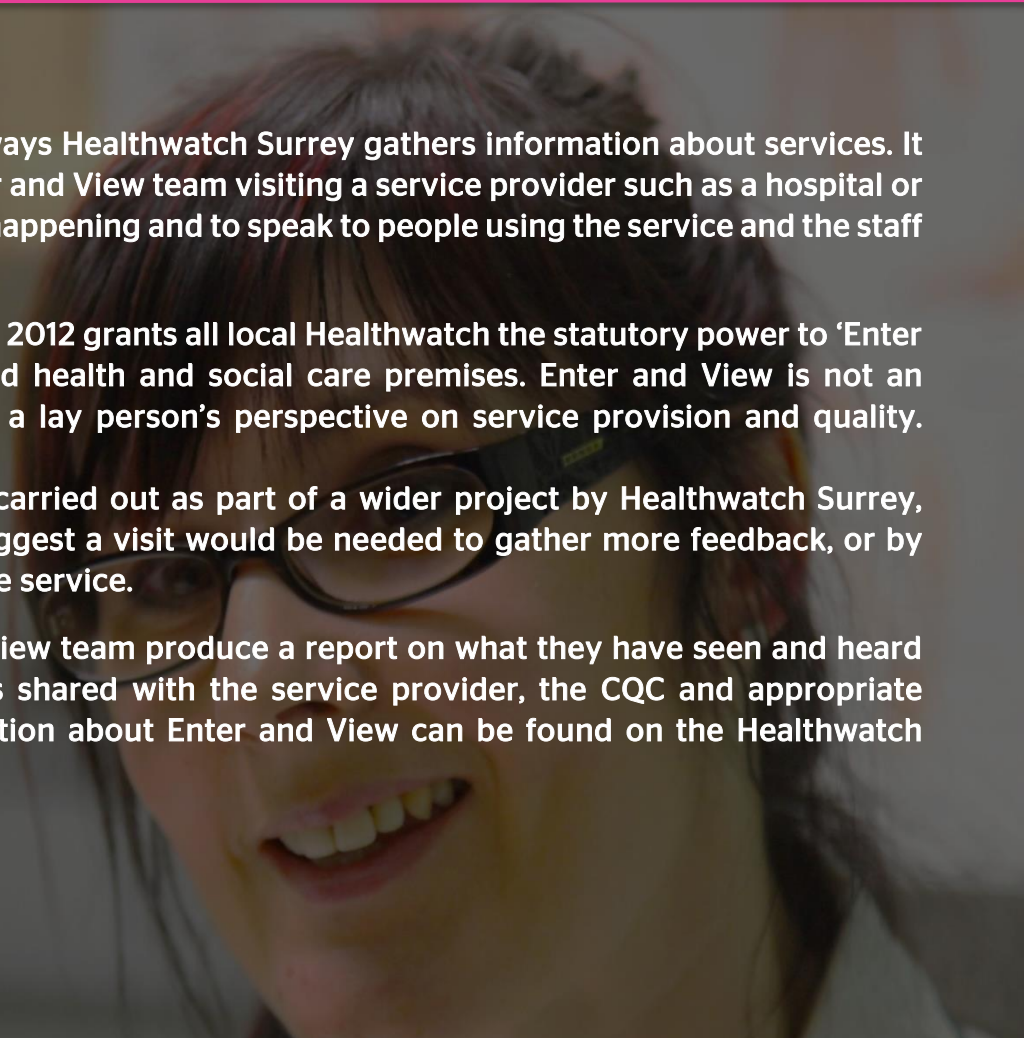 ways Healthwatch Surrey gathers information about services. It
and View team visiting a service provider such as a hospital or
happening and to speak to people using the service and the staff
2012 grants all local Healthwatch the statutory power to ‘Enter
d health and social care premises. Enter and View is not an
a lay person’s perspective on service provision and quality.
carried out as part of a wider project by Healthwatch Surrey,
ggest a visit would be needed to gather more feedback, or by
e service.
iew team produce a report on what they have seen and heard
s shared with the service provider, the CQC and appropriate
tion about Enter and View can be found on the Healthwatch